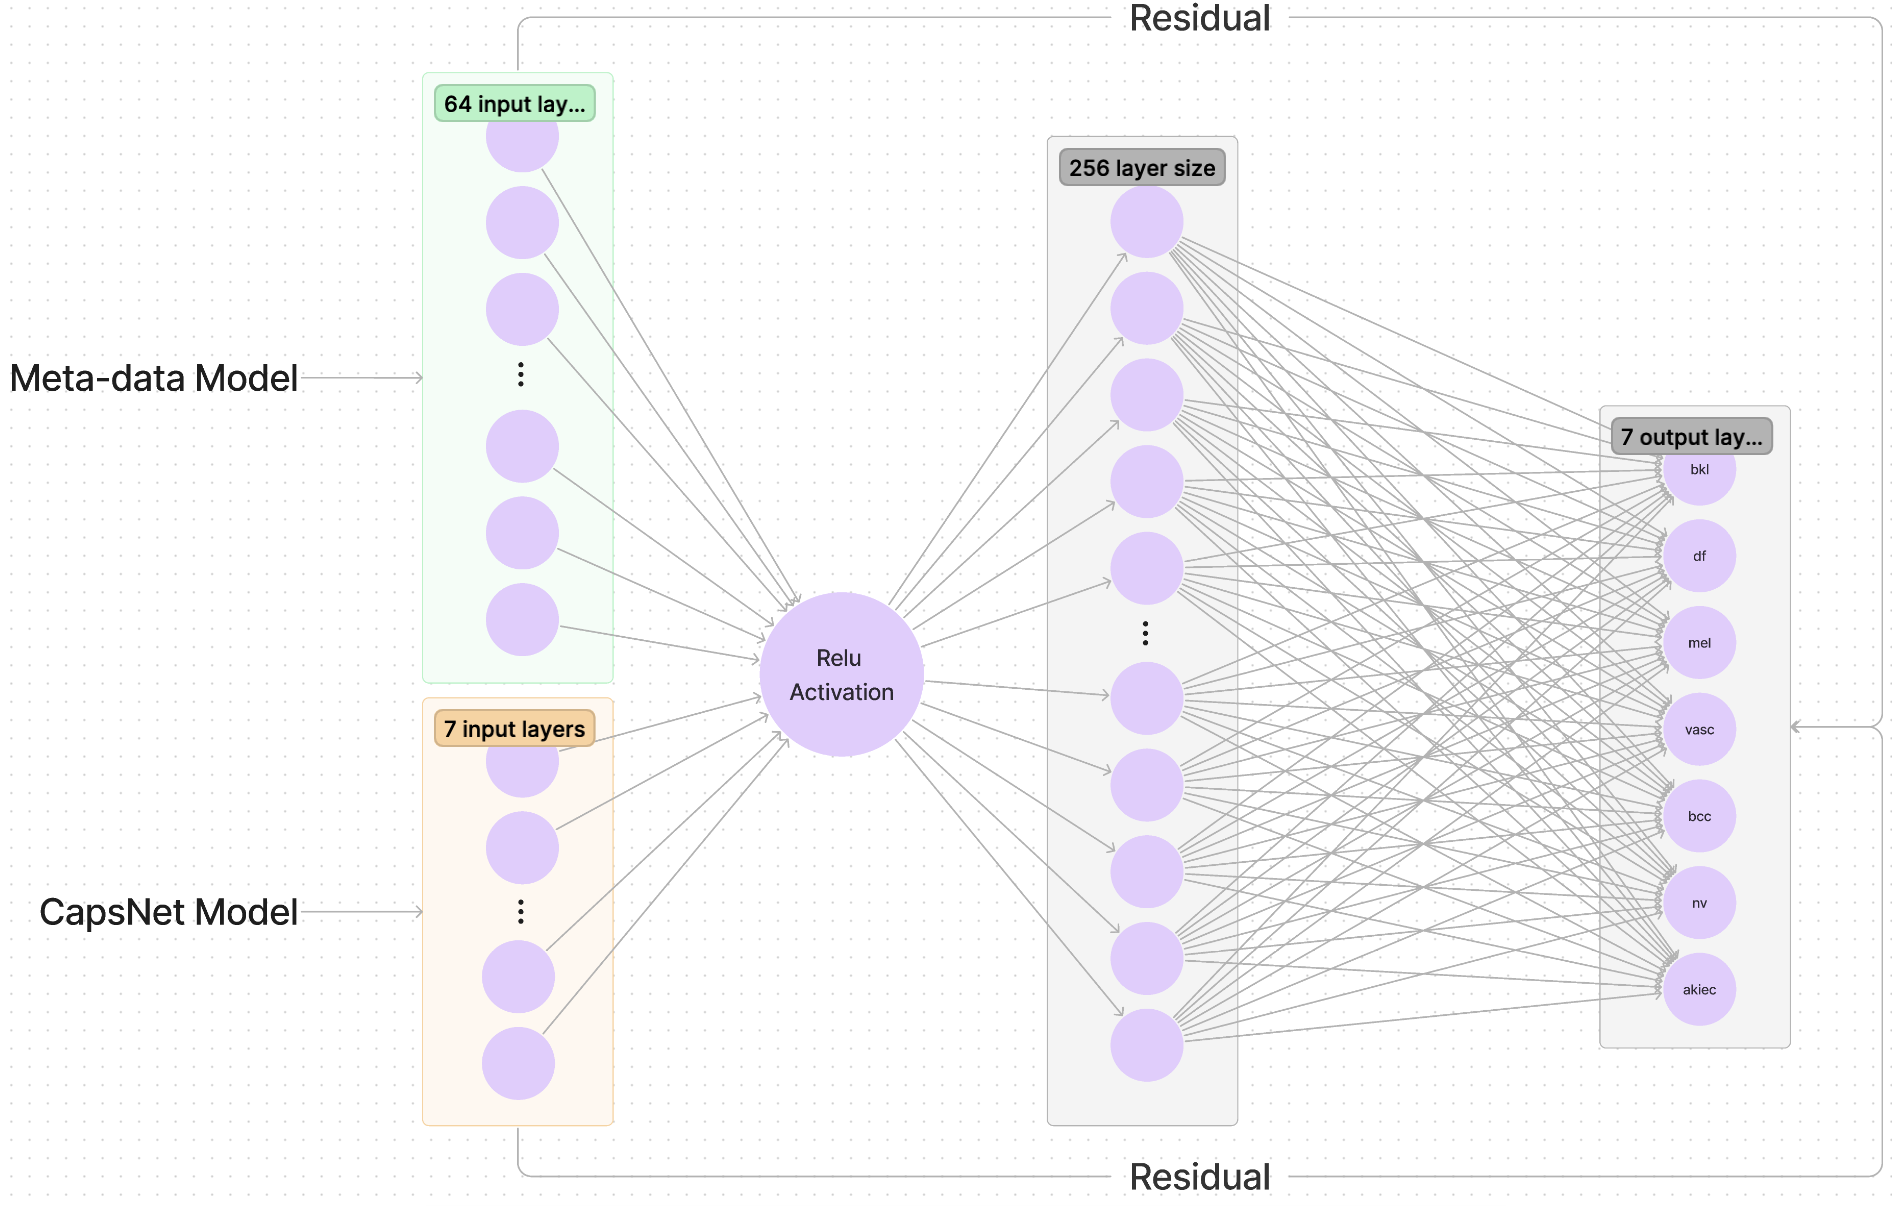 Residual
64 input lay...
256 layer size
Meta-data Model
7 output lay...
bkl
df
mel
Relu
Activation
7 input layers
vasc
bcc
CapsNet Model
nv
akiec
Residual